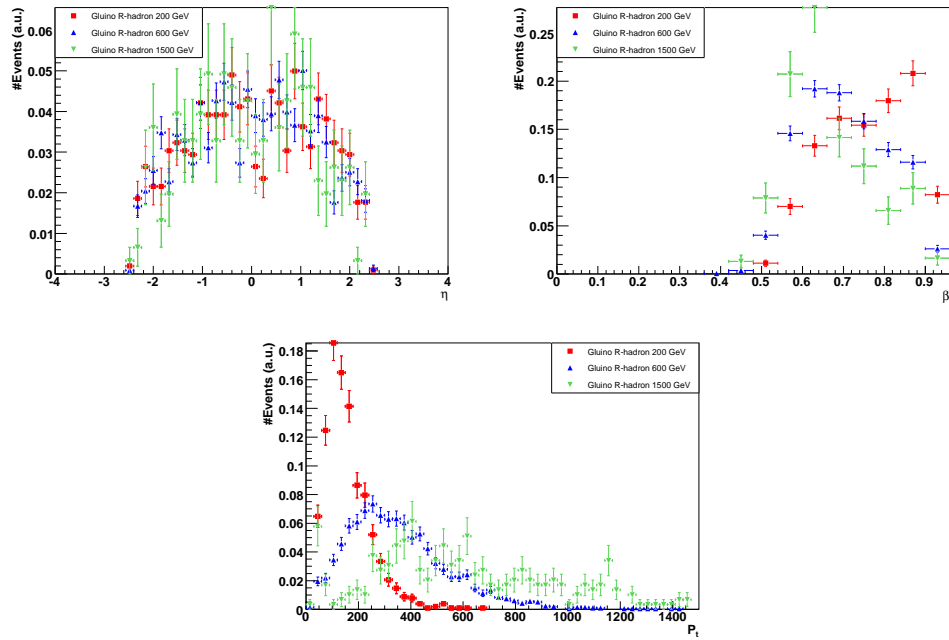 #Events (a.u.)
0.06
0.05
0.04
0.03
0.02
0.01
0
Gluino R-hadron 200 GeV
Gluino R-hadron 600 GeV
Gluino R-hadron 1500 GeV
-4 -3 -2 -1 0 1 2 3 4
η
#Events (a.u.)
0.25
0.2
0.15
0.1
0.05
0
Gluino R-hadron 200 GeV
Gluino R-hadron 600 GeV
Gluino R-hadron 1500 GeV
0 0.1 0.2 0.3 0.4 0.5 0.6 0.7 0.8 0.9
β
#Events (a.u.)
0.18
0.16
0.14
0.12
0.1
0.08
0.06
0.04
0.02
0
Gluino R-hadron 200 GeV
Gluino R-hadron 600 GeV
Gluino R-hadron 1500 GeV
0 200 400 600 800 1000 1200 1400
Pt